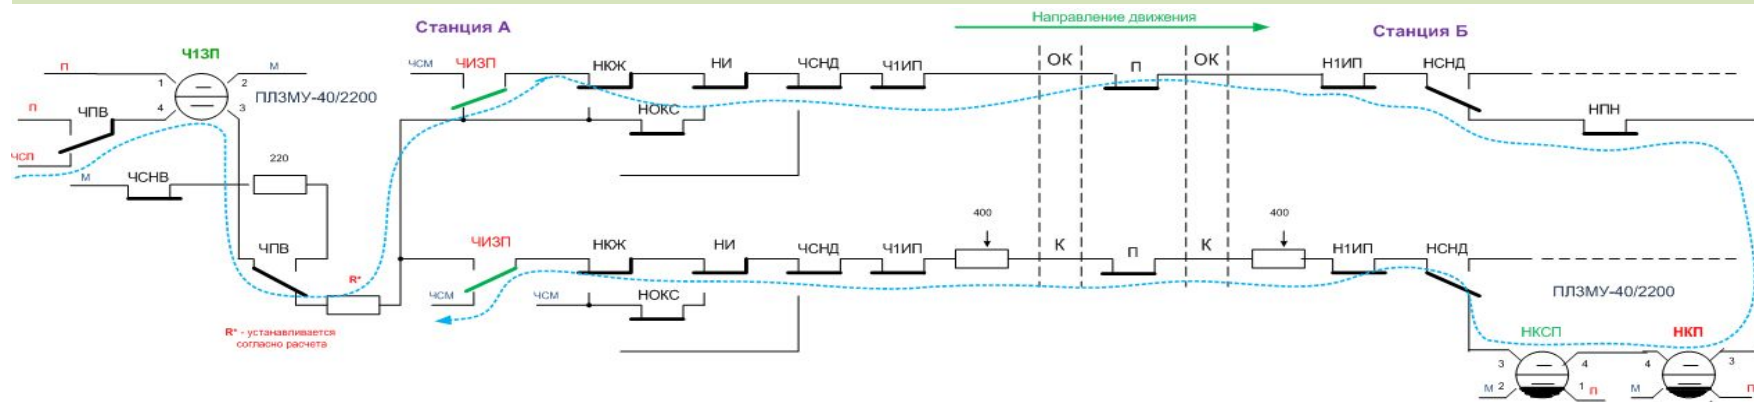 Направление движения
Станция А
Станция Б
Ч1ЗП
П
М
1
2
4
3
ПЛЗМУ-40/2200
П
ЧПВ
ЧСП
М
ЧСНВ
220
ЧПВ
R*
R* - устанавливается
согласно расчета
ЧСМ
ЧИЗП
НКЖ
НИ
ЧСНД
Ч1ИП
НОКС
ОК
П
ОК
Н1ИП
НСНД
НПН
ЧИЗП
НКЖ
НИ
ЧСНД
Ч1ИП
400
К
П
К
400
Н1ИП
НСНД
ЧСМ
ЧСМ
НОКС
ПЛЗМУ-40/2200
НКСП
НКП
3
4
4
3
М
2
1
П
М
П